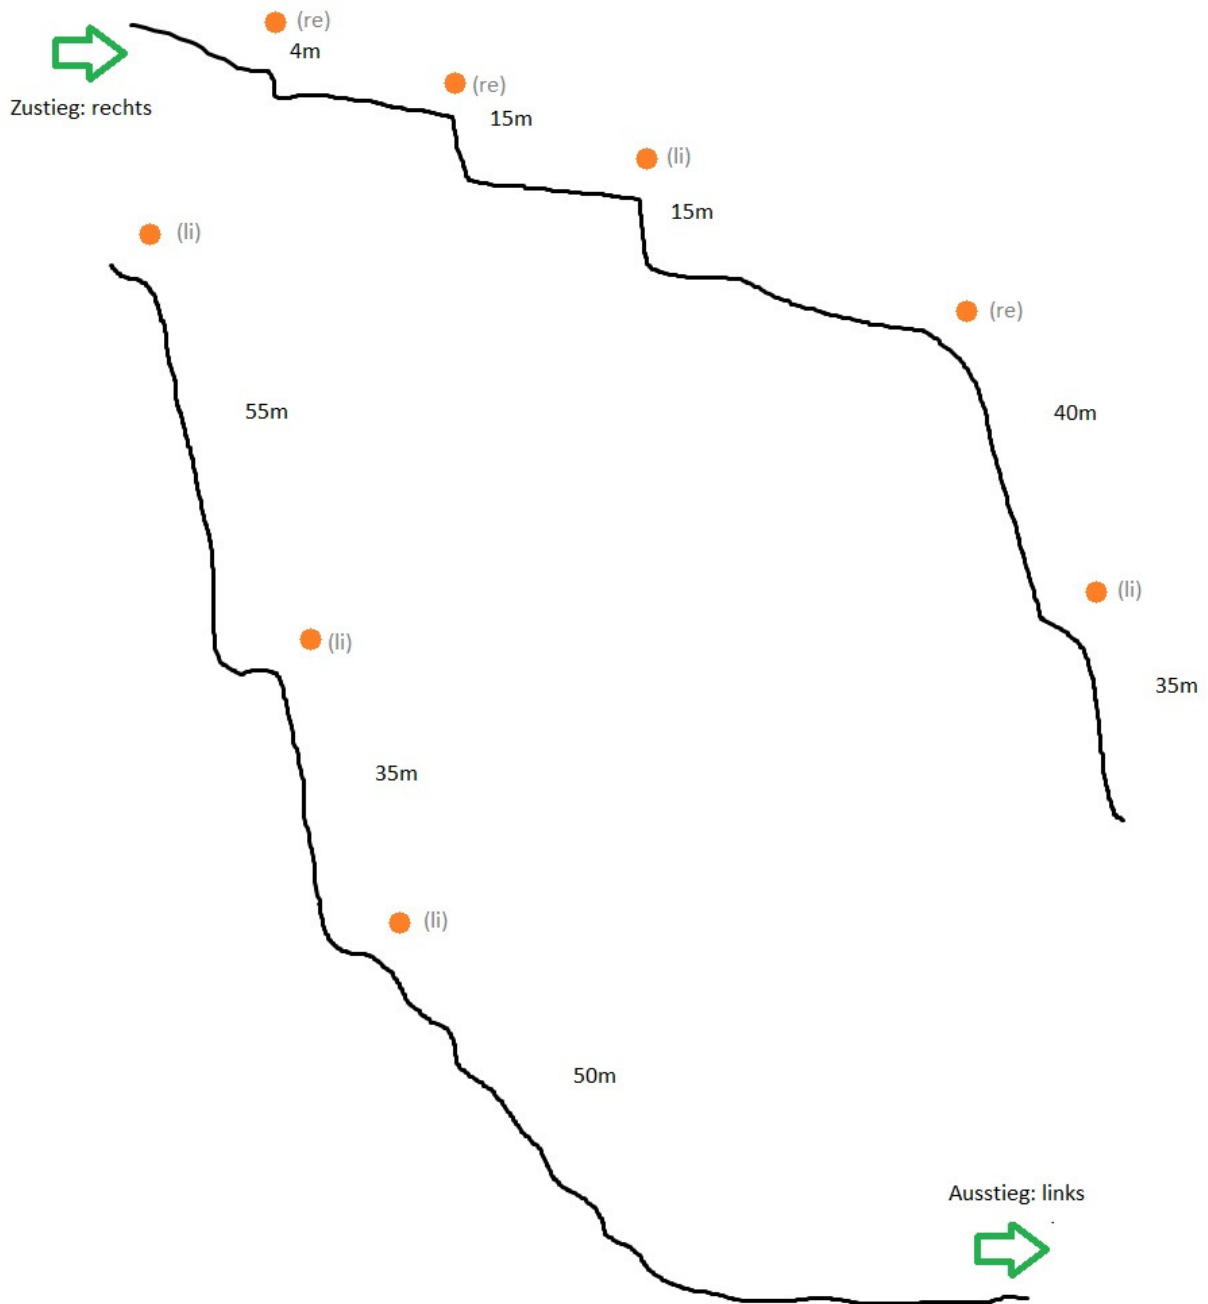 (re)
4m
Zustieg: rechts
(re)
15m
(li)
15m
(re)
40m
(li)
35m
(li)
55m
(li)
35m
(li)
50m
Ausstieg: links